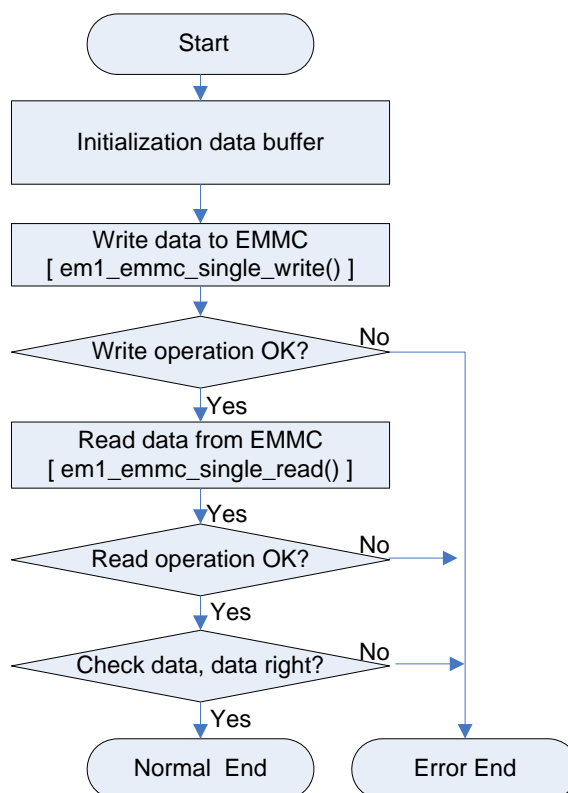 Start
Initialization data buffer
Write data to EMMC
[ em1_emmc_single_write() ]
Write operation OK?
No
Yes
Read data from EMMC
[ em1_emmc_single_read() ]
Yes
Read operation OK?
No
Yes
Check data, data right?
No
Yes
Normal End
Error End